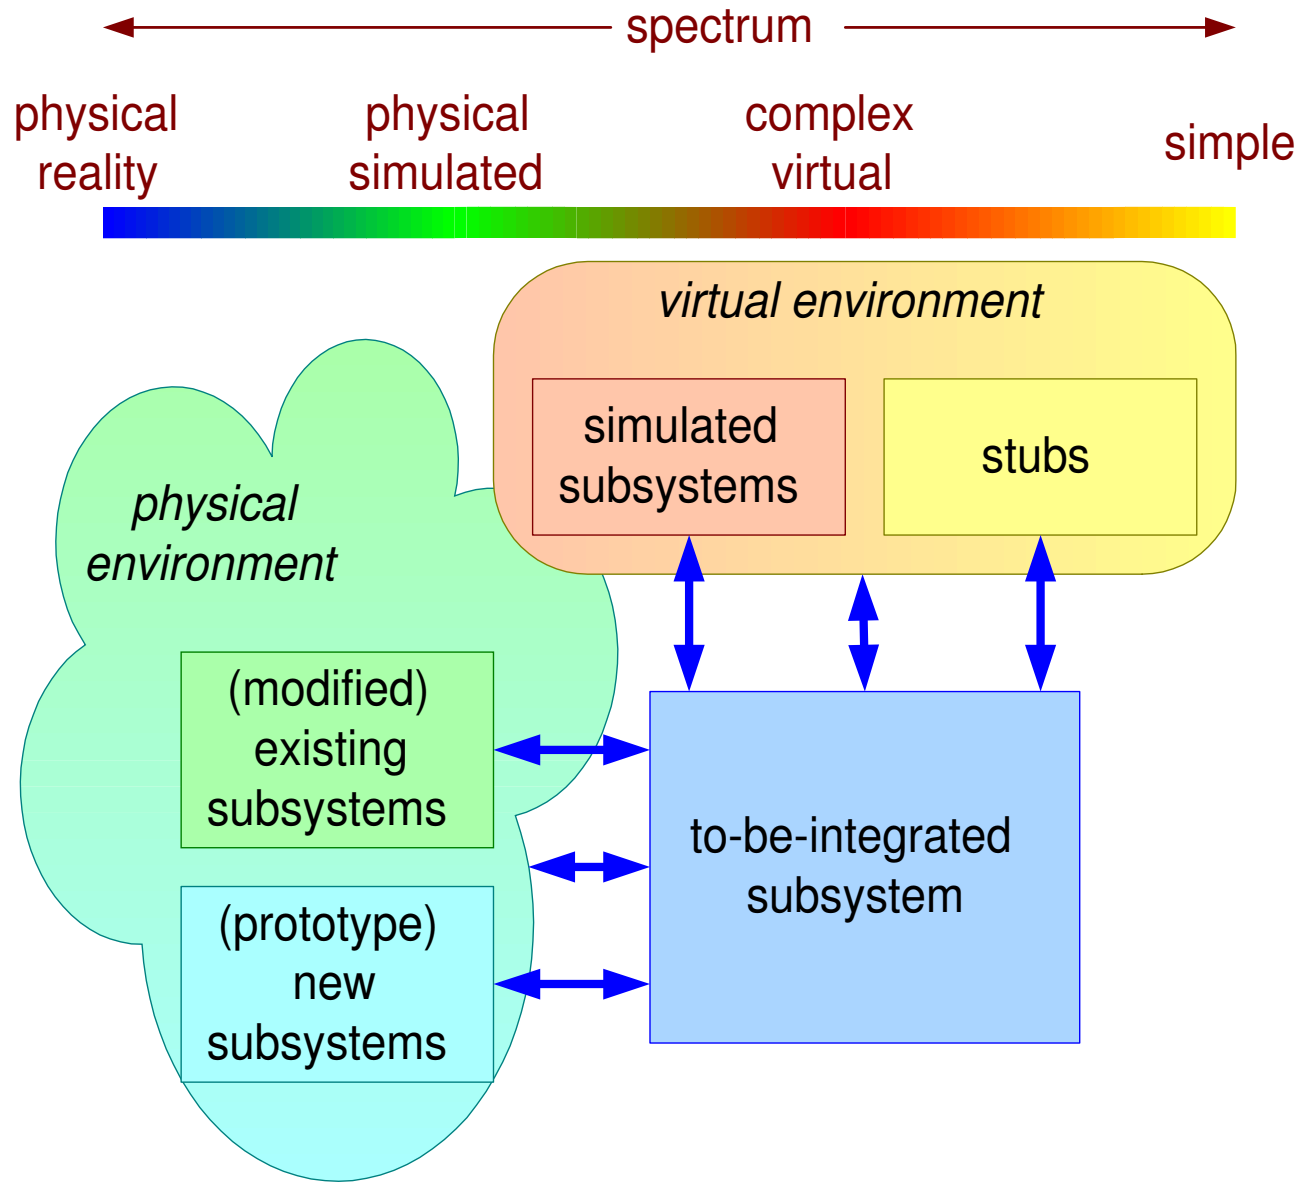 spectrum
physical
reality
physical
simulated
complex
virtual
simple
virtual environment
simulated
subsystems
stubs
physical
environment
(modified)
existing
subsystems
(prototype)
new
subsystems
to-be-integrated
subsystem